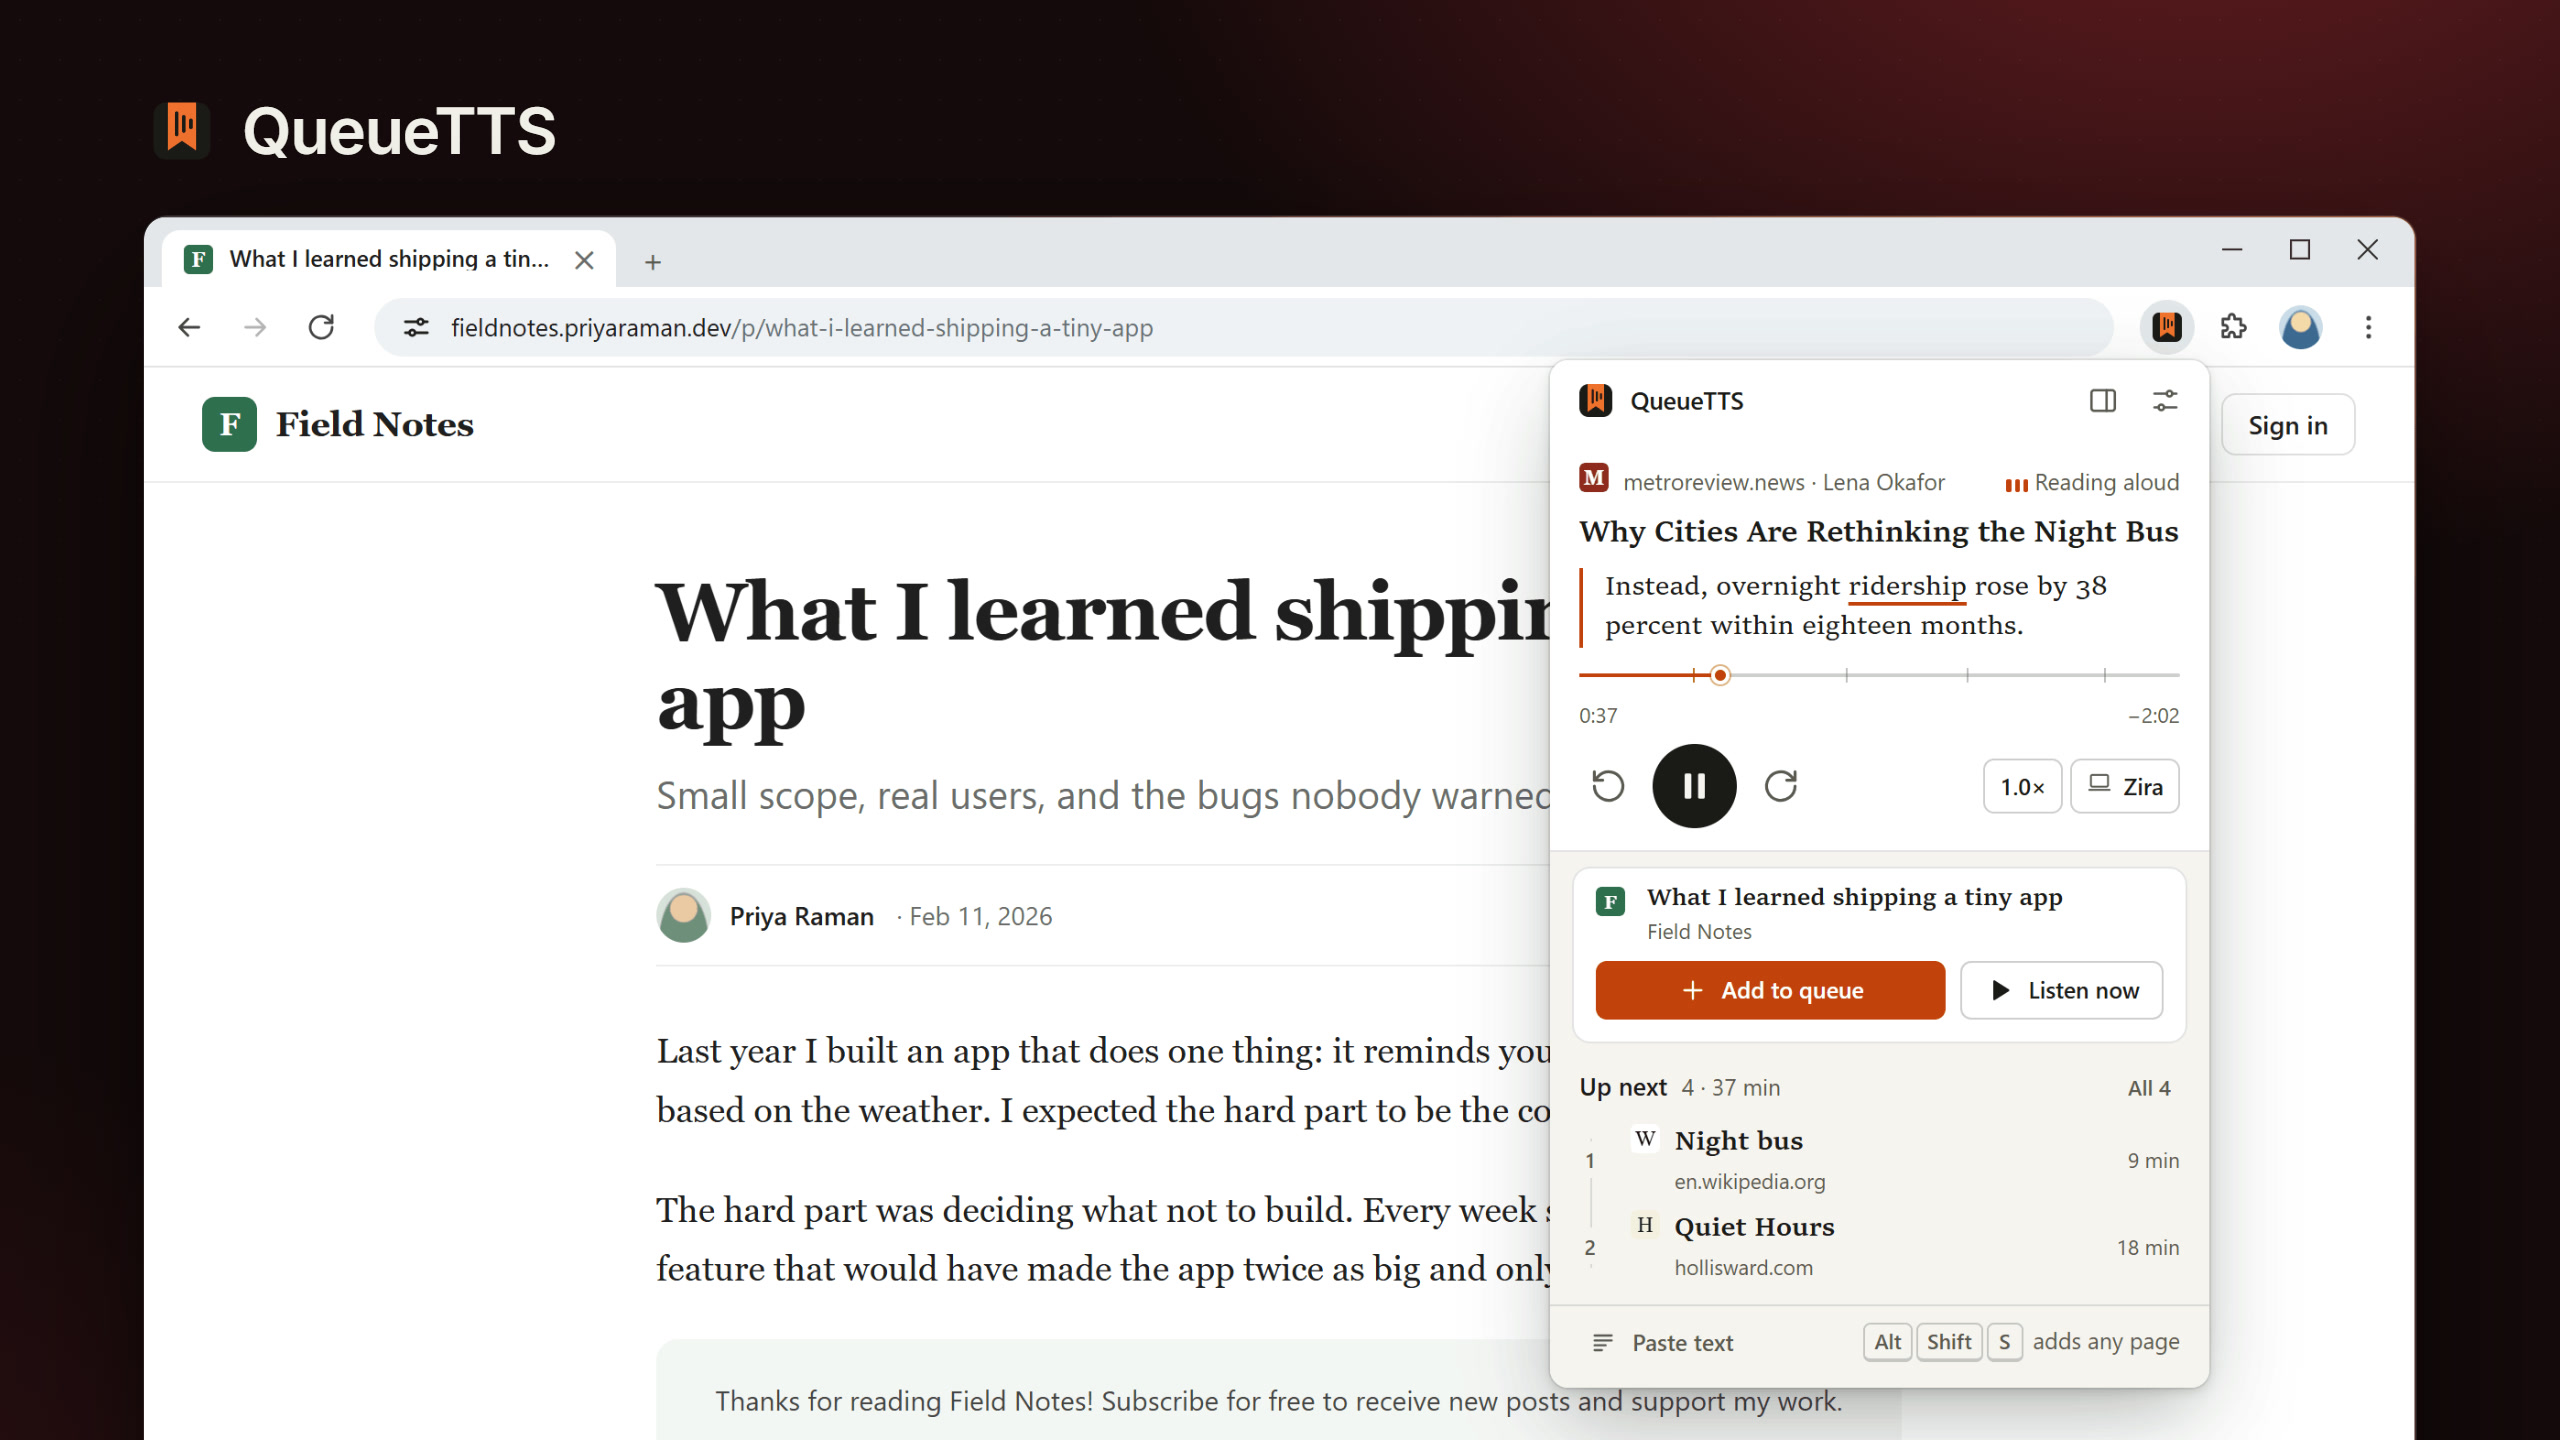 QueueTTS
F What I learned shipping a tin...
fieldnotes.priyaraman.dev/p/what-i-learned-shipping-a-tiny-app
F Field Notes
Sign in
What I learned shippin
app
Small scope, real users, and the bugs nobody warned
Priya Raman · Feb 11, 2026
Last year I built an app that does one thing: it reminds you
based on the weather. I expected the hard part to be the co
The hard part was deciding what not to build. Every week s
feature that would have made the app twice as big and only
Thanks for reading Field Notes! Subscribe for free to receive new posts and support my work.
QueueTTS
M metroreview.news · Lena Okafor
Reading aloud
Why Cities Are Rethinking the Night Bus
Instead, overnight ridership rose by 38
percent within eighteen months.
0:37
−2:02
1.0×
Zira
F What I learned shipping a tiny app
Field Notes
+ Add to queue
Listen now
Up next 4 · 37 min
All 4
1 W Night bus
en.wikipedia.org
9 min
2 H Quiet Hours
hollisward.com
18 min
Paste text
Alt Shift S adds any page